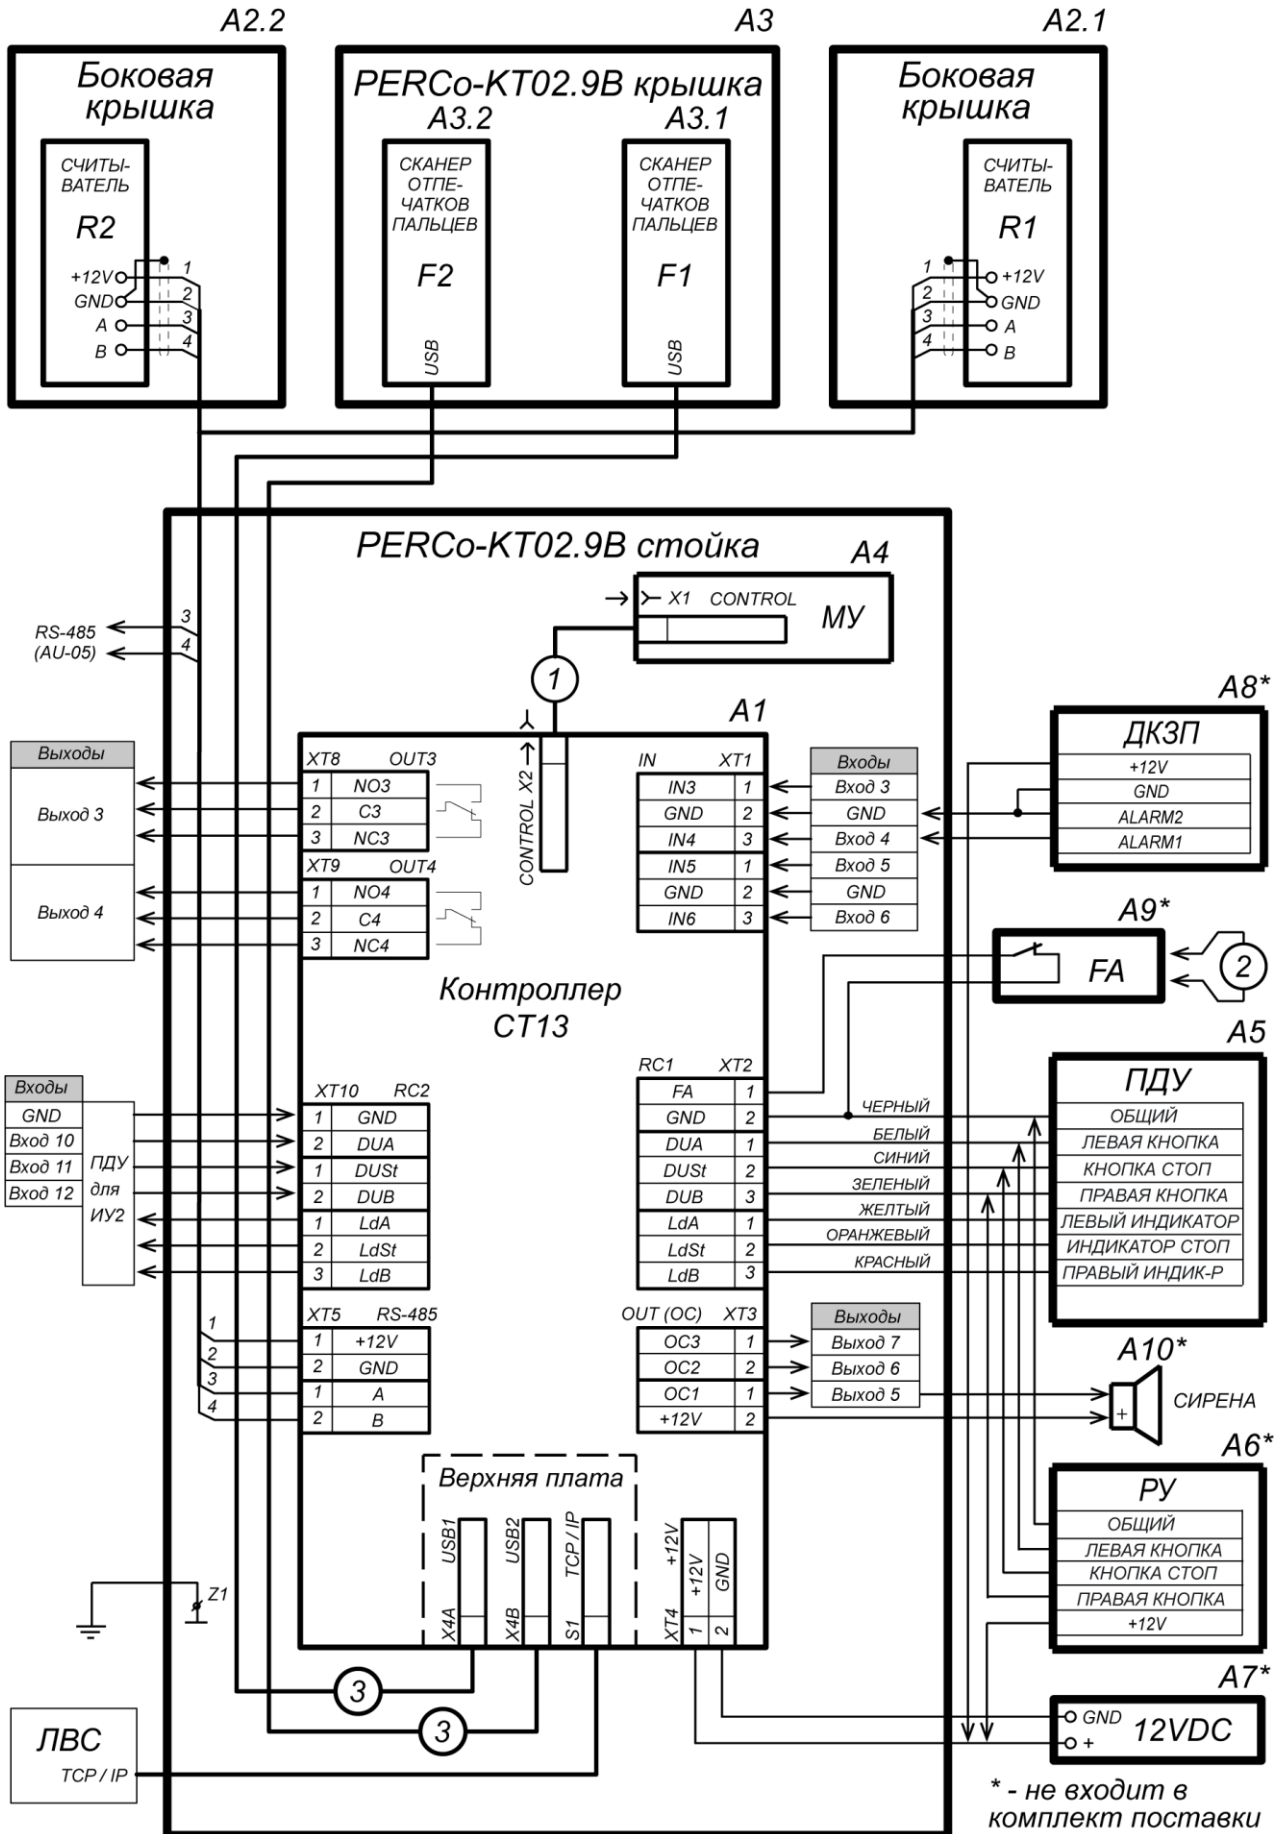 A2.2
A3
A2.1
Боковая
крышка
СЧИТЫ-
ВАТЕЛЬ
R2
+12V
GND
A
B
1
2
3
4
PERCo-KT02.9B крышка
A3.2
A3.1
СКАНЕР
ОТПЕ-
ЧАТКОВ
ПАЛЬЦЕВ
F2
USB
СКАНЕР
ОТПЕ-
ЧАТКОВ
ПАЛЬЦЕВ
F1
USB
Боковая
крышка
СЧИТЫ-
ВАТЕЛЬ
R1
1
2
3
4
+12V
GND
A
B
PERCo-KT02.9B стойка
A4
X1 CONTROL
МУ
1
RS-485
(AU-05)
3
4
A1
CONTROL X2
Выходы
Выход 3
Выход 4
XT8 OUT3
1 NO3
2 C3
3 NC3
XT9 OUT4
1 NO4
2 C4
3 NC4
IN XT1
IN3 1
GND 2
IN4 3
IN5 1
GND 2
IN6 3
Входы
Вход 3
GND
Вход 4
Вход 5
GND
Вход 6
A8*
ДКЗП
+12V
GND
ALARM2
ALARM1
A9*
FA
2
Контроллер
CT13
Входы
GND
Вход 10
Вход 11
Вход 12
ПДУ
для
ИУ2
XT10 RC2
1 GND
2 DUA
1 DUSt
2 DUB
1 LdA
2 LdSt
3 LdB
RC1 XT2
FA 1
GND 2
DUA 1
DUSt 2
DUB 3
LdA 1
LdSt 2
LdB 3
ЧЕРНЫЙ
БЕЛЫЙ
СИНИЙ
ЗЕЛЕНЫЙ
ЖЕЛТЫЙ
ОРАНЖЕВЫЙ
КРАСНЫЙ
A5
ПДУ
ОБЩИЙ
ЛЕВАЯ КНОПКА
КНОПКА СТОП
ПРАВАЯ КНОПКА
ЛЕВЫЙ ИНДИКАТОР
ИНДИКАТОР СТОП
ПРАВЫЙ ИНДИК-Р
1
2
3
4
XT5 RS-485
1 +12V
2 GND
1 A
2 B
OUT (OC) XT3
OC3 1
OC2 2
OC1 1
+12V 2
Выходы
Выход 7
Выход 6
Выход 5
A10*
+
СИРЕНА
A6*
РУ
ОБЩИЙ
ЛЕВАЯ КНОПКА
КНОПКА СТОП
ПРАВАЯ КНОПКА
+12V
Верхняя плата
X4A USB1
X4B USB2
S1 TCP / IP
XT4 +12V
1 +12V
2 GND
Z1
3
3
ЛВС
TCP / IP
A7*
GND
+
12VDC
* - не входит в
комплект поставки